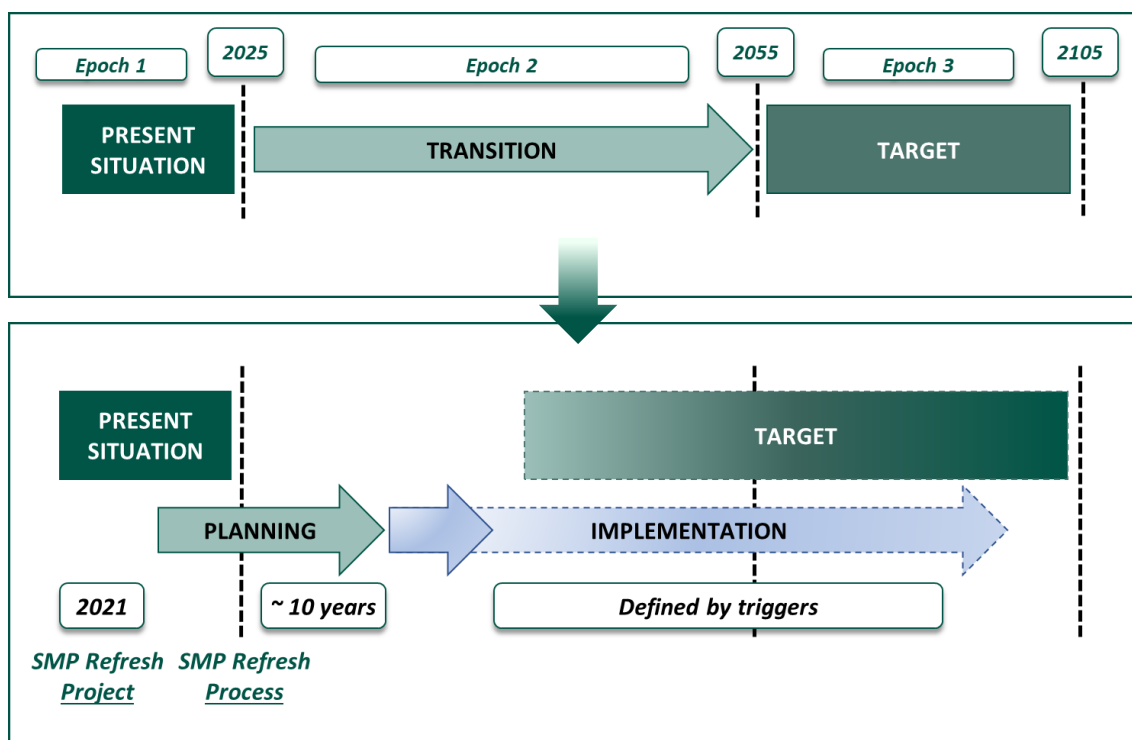 Epoch 1
2025
Epoch 2
2055
Epoch 3
2105
PRESENT
SITUATION
TRANSITION
TARGET
PRESENT
SITUATION
TARGET
PLANNING
IMPLEMENTATION
2021
~ 10 years
Defined by triggers
SMP Refresh
Project
SMP Refresh
Process